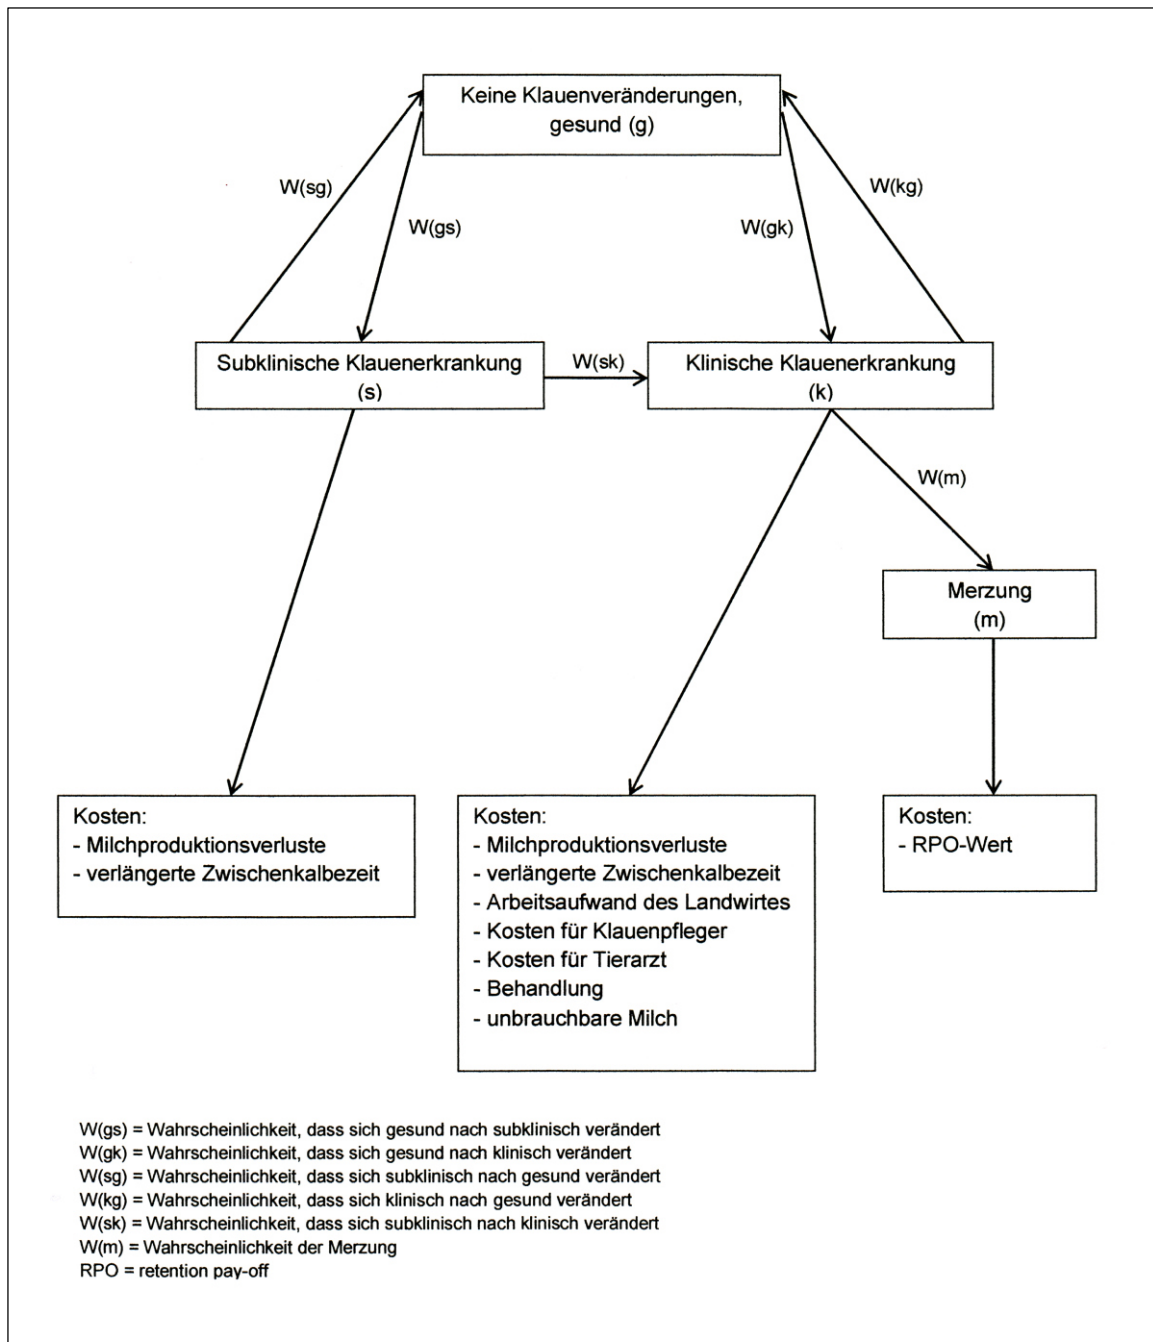 Keine Klauenveränderungen,
gesund (g)
W(sg)
W(gs)
W(gk)
W(kg)
Subklinische Klauenerkrankung
(s)
W(sk)
Klinische Klauenerkrankung
(k)
W(m)
Merzung
(m)
Kosten:
- Milchproduktionsverluste
- verlängerte Zwischenkalbezeit
Kosten:
- Milchproduktionsverluste
- verlängerte Zwischenkalbezeit
- Arbeitsaufwand des Landwirtes
- Kosten für Klauenpfleger
- Kosten für Tierarzt
- Behandlung
- unbrauchbare Milch
Kosten:
- RPO-Wert
W(gs) = Wahrscheinlichkeit, dass sich gesund nach subklinisch verändert
W(gk) = Wahrscheinlichkeit, dass sich gesund nach klinisch verändert
W(sg) = Wahrscheinlichkeit, dass sich subklinisch nach gesund verändert
W(kg) = Wahrscheinlichkeit, dass sich klinisch nach gesund verändert
W(sk) = Wahrscheinlichkeit, dass sich subklinisch nach klinisch verändert
W(m) = Wahrscheinlichkeit der Merzung
RPO = retention pay-off